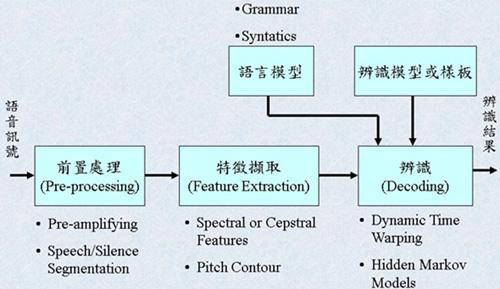 • Grammar
• Syntatics
語言模型
辨識模型或樣板
語音訊號
前置處理
(Pre-processing)
特徵擷取
(Feature Extraction)
辨識
(Decoding)
辨識結果
• Pre-amplifying
• Speech/Silence
Segmentation
• Spectral or Cepstral
Features
• Pitch Contour
• Dynamic Time
Warping
• Hidden Markov
Models